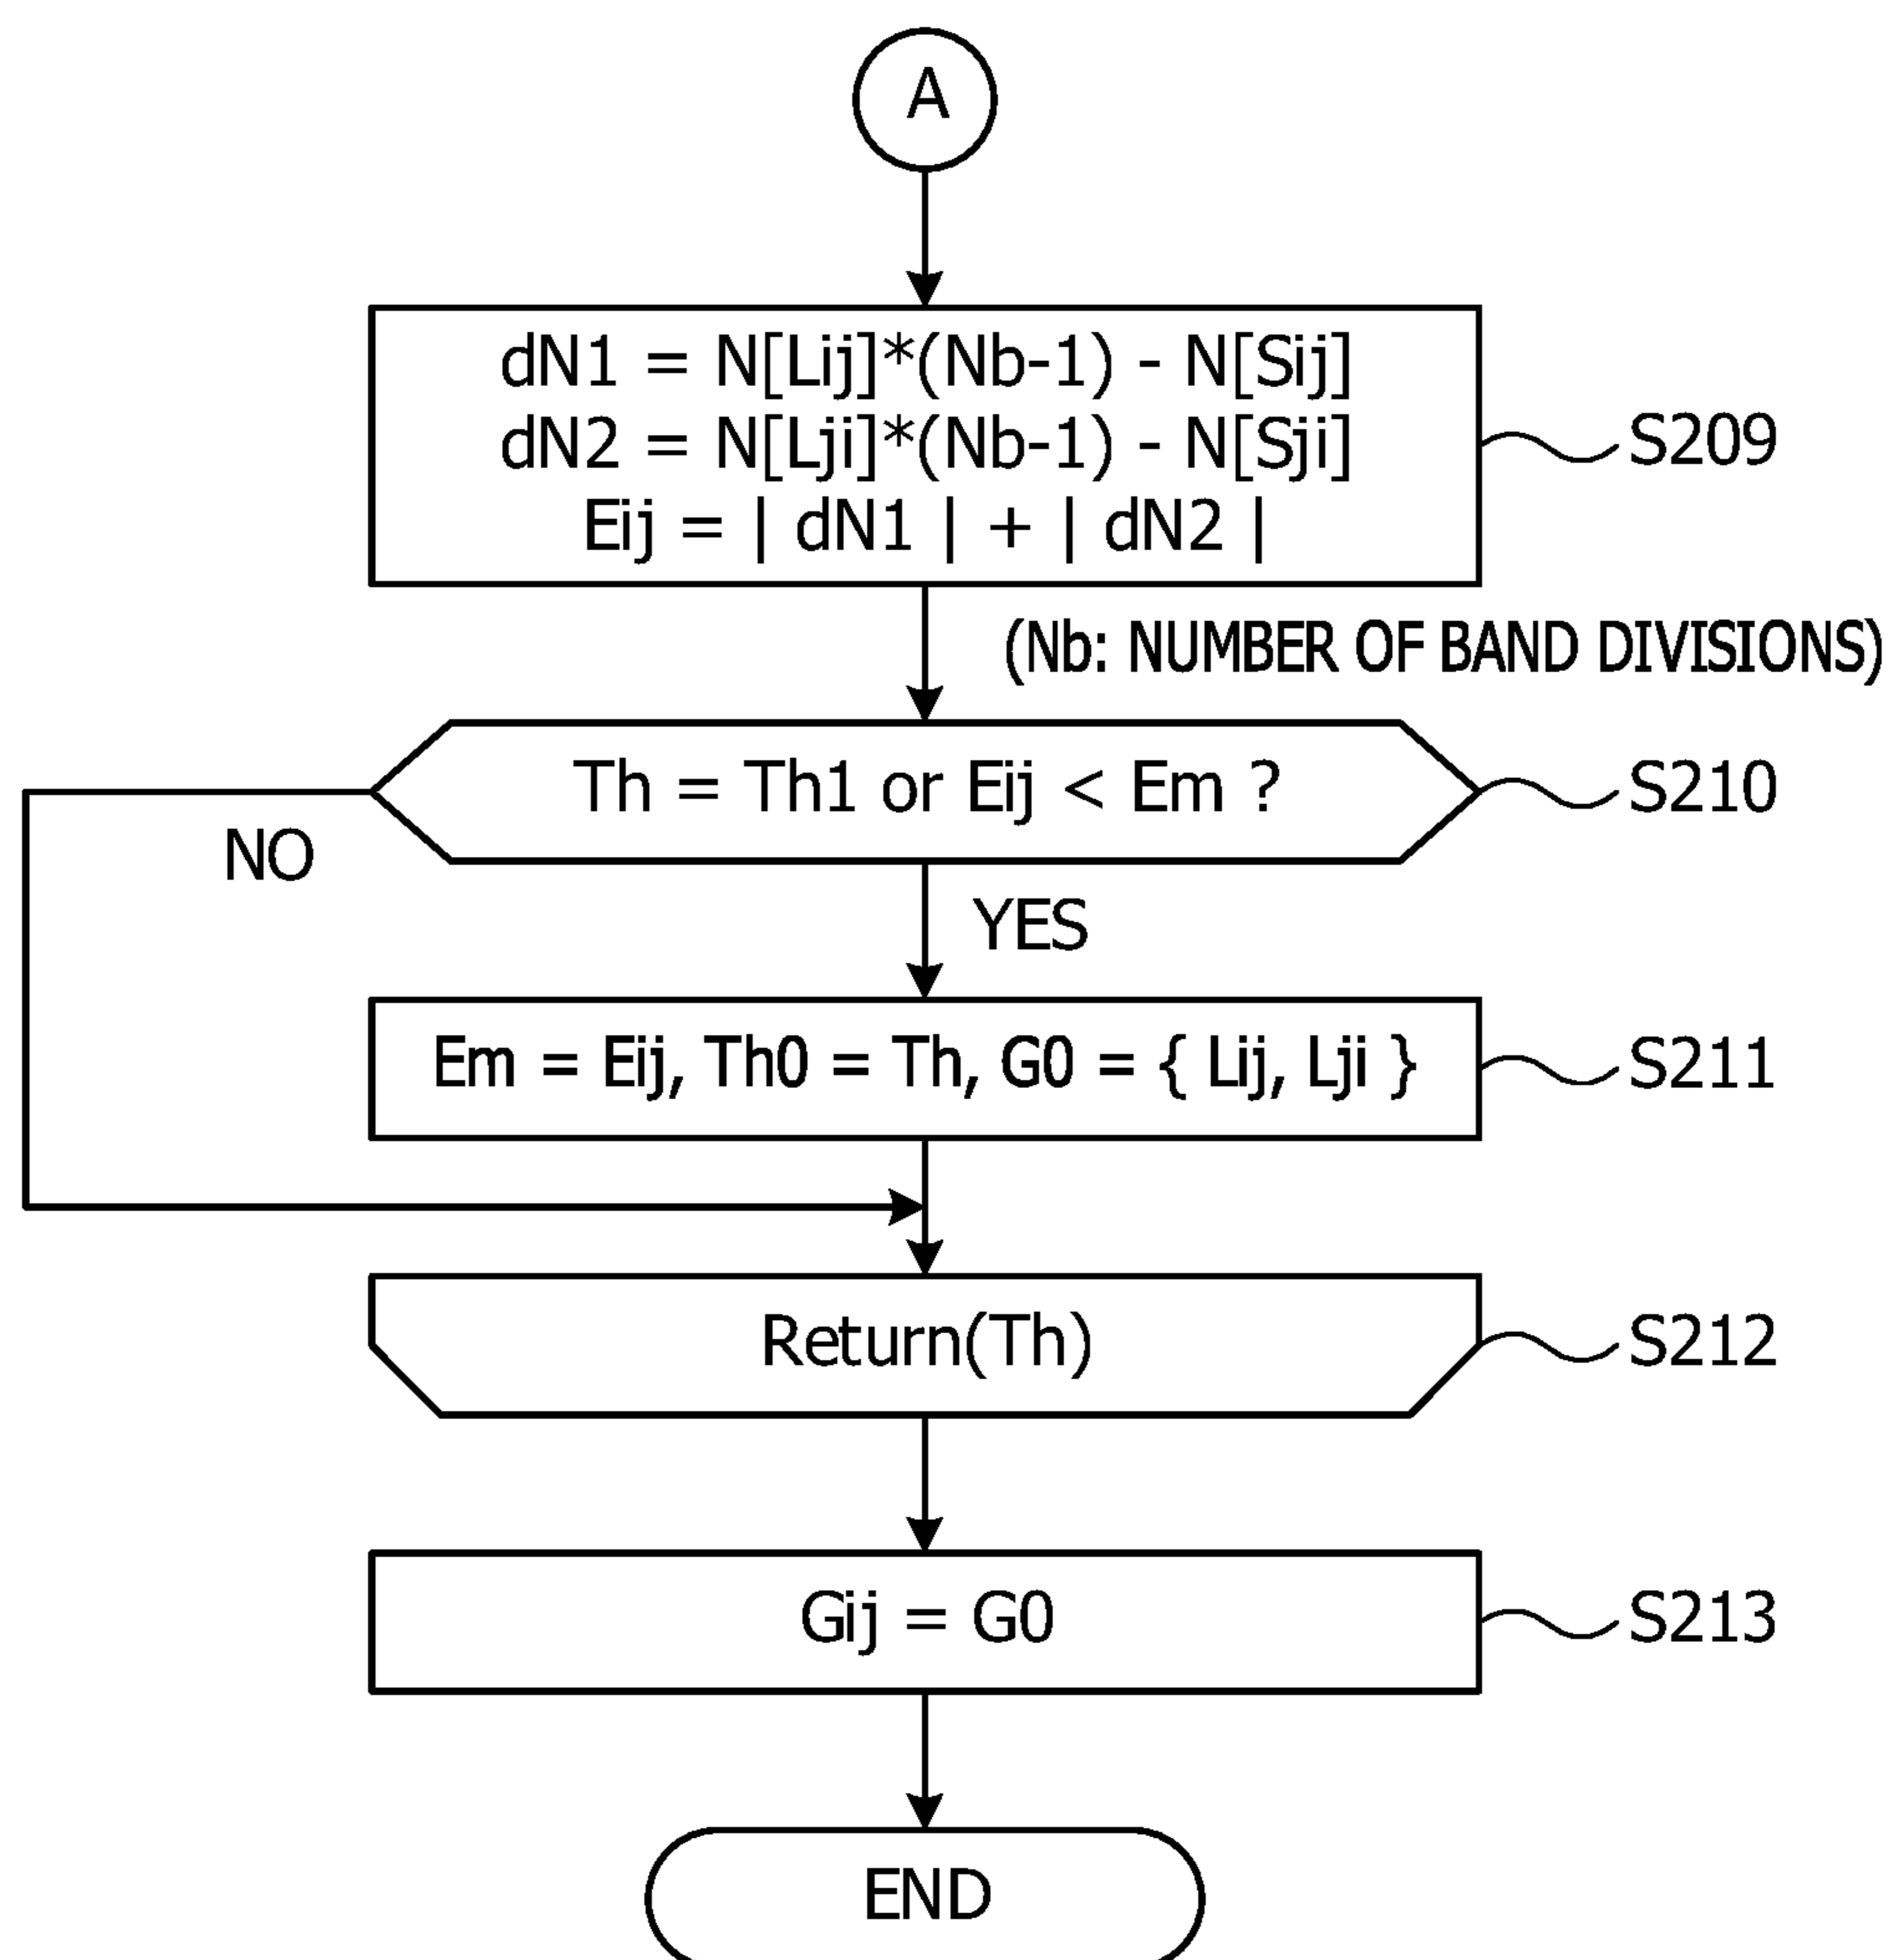 A
dN1 = N[Lij]*(Nb-1) - N[Sij]
dN2 = N[Lji]*(Nb-1) - N[Sji]
Eij = | dN1 | + | dN2 |
S209
(Nb: NUMBER OF BAND DIVISIONS)
Th = Th1 or Eij < Em ?
S210
NO
YES
Em = Eij, Th0 = Th, G0 = { Lij, Lji }
S211
Return(Th)
S212
Gij = G0
S213
END